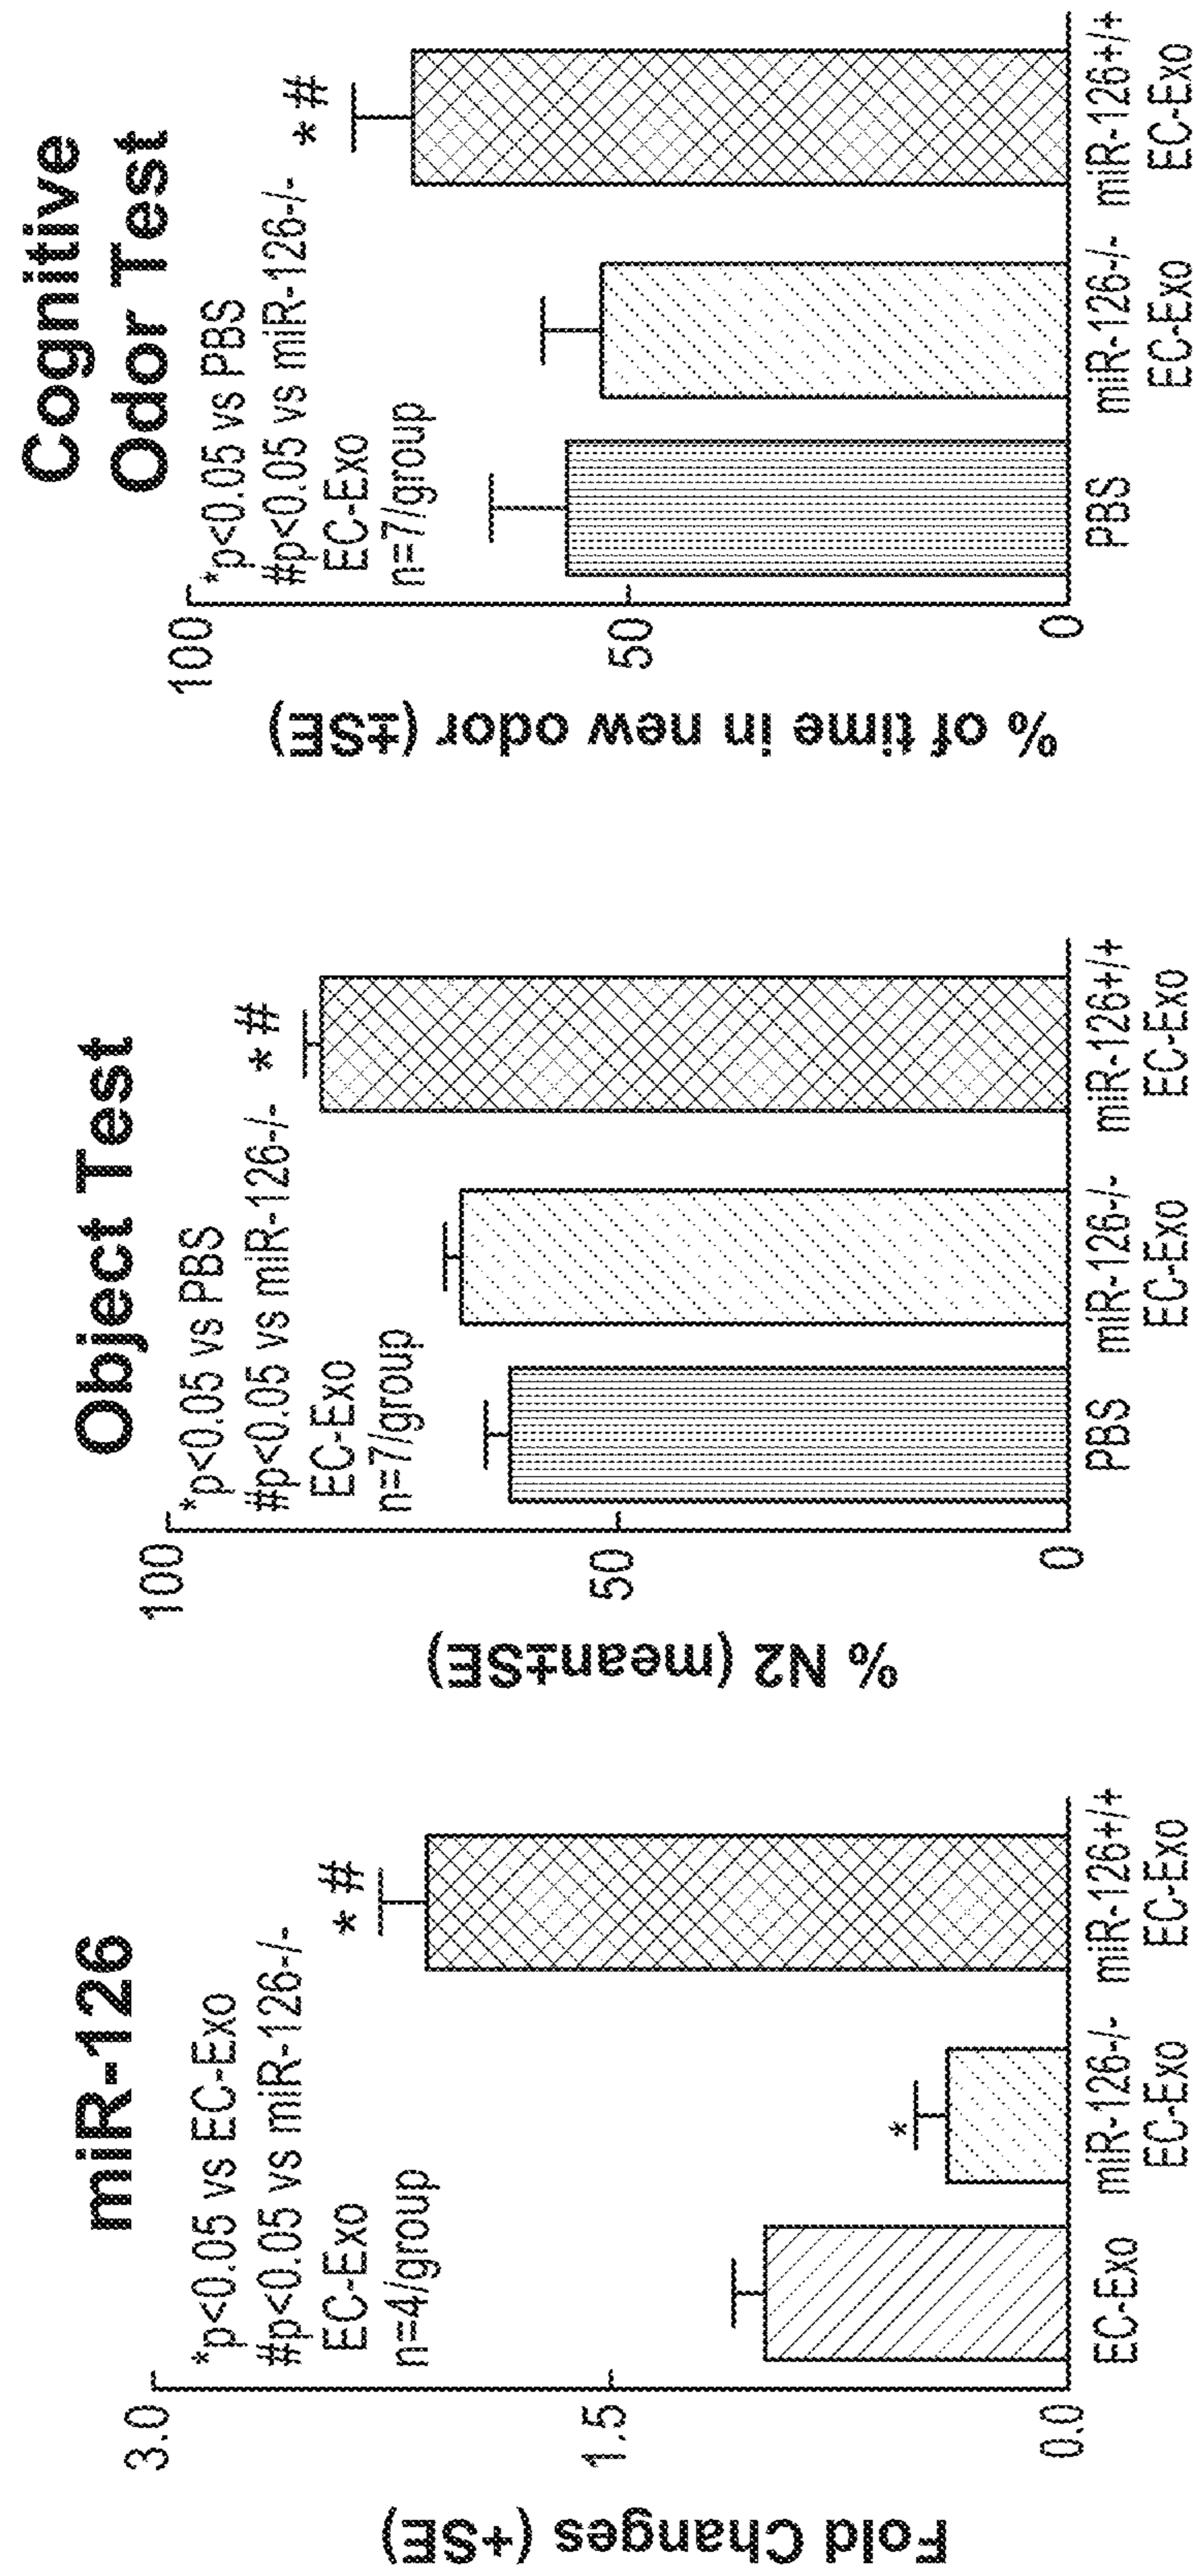 miR-126
Fold Changes (+SE)
3.0
1.5
0.0
*p<0.05 vs EC-Exo
#p<0.05 vs miR-126-/-
EC-Exo
n=4/group
*
* #
EC-Exo
miR-126-/-
EC-Exo
miR-126+/+
EC-Exo
Object Test
% N2 (mean±SE)
100
50
0
*p<0.05 vs PBS
#p<0.05 vs miR-126-/-
EC-Exo
n=7/group
* #
PBS
miR-126-/-
EC-Exo
miR-126+/+
EC-Exo
Cognitive
Odor Test
% of time in new odor (±SE)
100
50
0
*p<0.05 vs PBS
#p<0.05 vs miR-126-/-
EC-Exo
n=7/group
* #
PBS
miR-126-/-
EC-Exo
miR-126+/+
EC-Exo